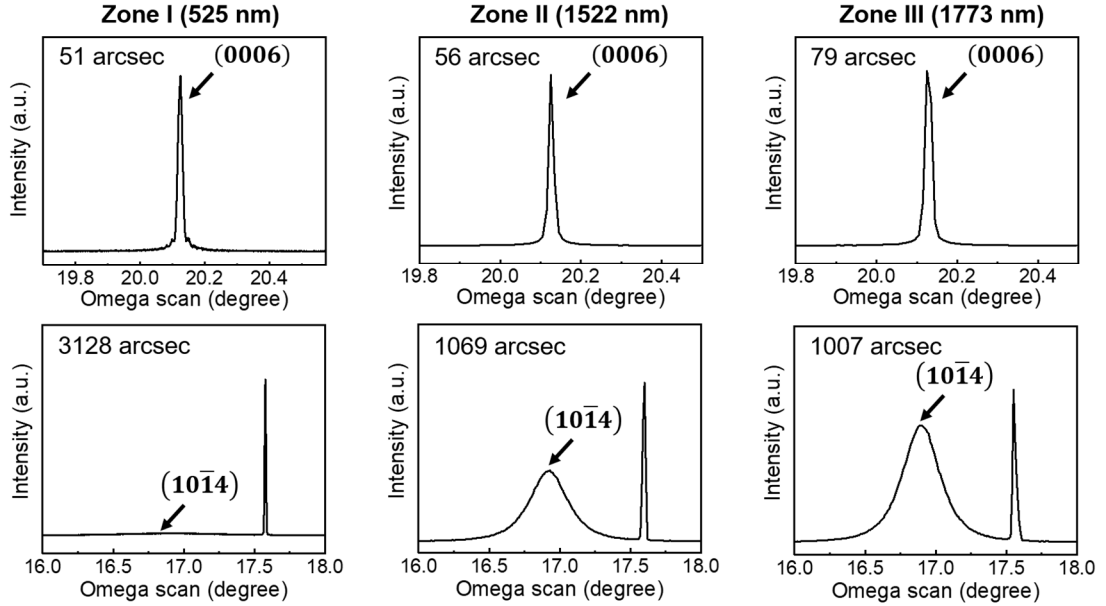 Zone I (525 nm)
Zone II (1522 nm)
Zone III (1773 nm)
51 arcsec
(0006)
Intensity (a.u.)
19.8 20.0 20.2 20.4
Omega scan (degree)
56 arcsec
(0006)
Intensity (a.u.)
19.8 20.0 20.2 20.4
Omega scan (degree)
79 arcsec
(0006)
Intensity (a.u.)
19.8 20.0 20.2 20.4
Omega scan (degree)
3128 arcsec
(101̅4)
Intensity (a.u.)
16.0 16.5 17.0 17.5 18.0
Omega scan (degree)
1069 arcsec
(101̅4)
Intensity (a.u.)
16.0 16.5 17.0 17.5 18.0
Omega scan (degree)
1007 arcsec
(101̅4)
Intensity (a.u.)
16.0 16.5 17.0 17.5 18.0
Omega scan (degree)